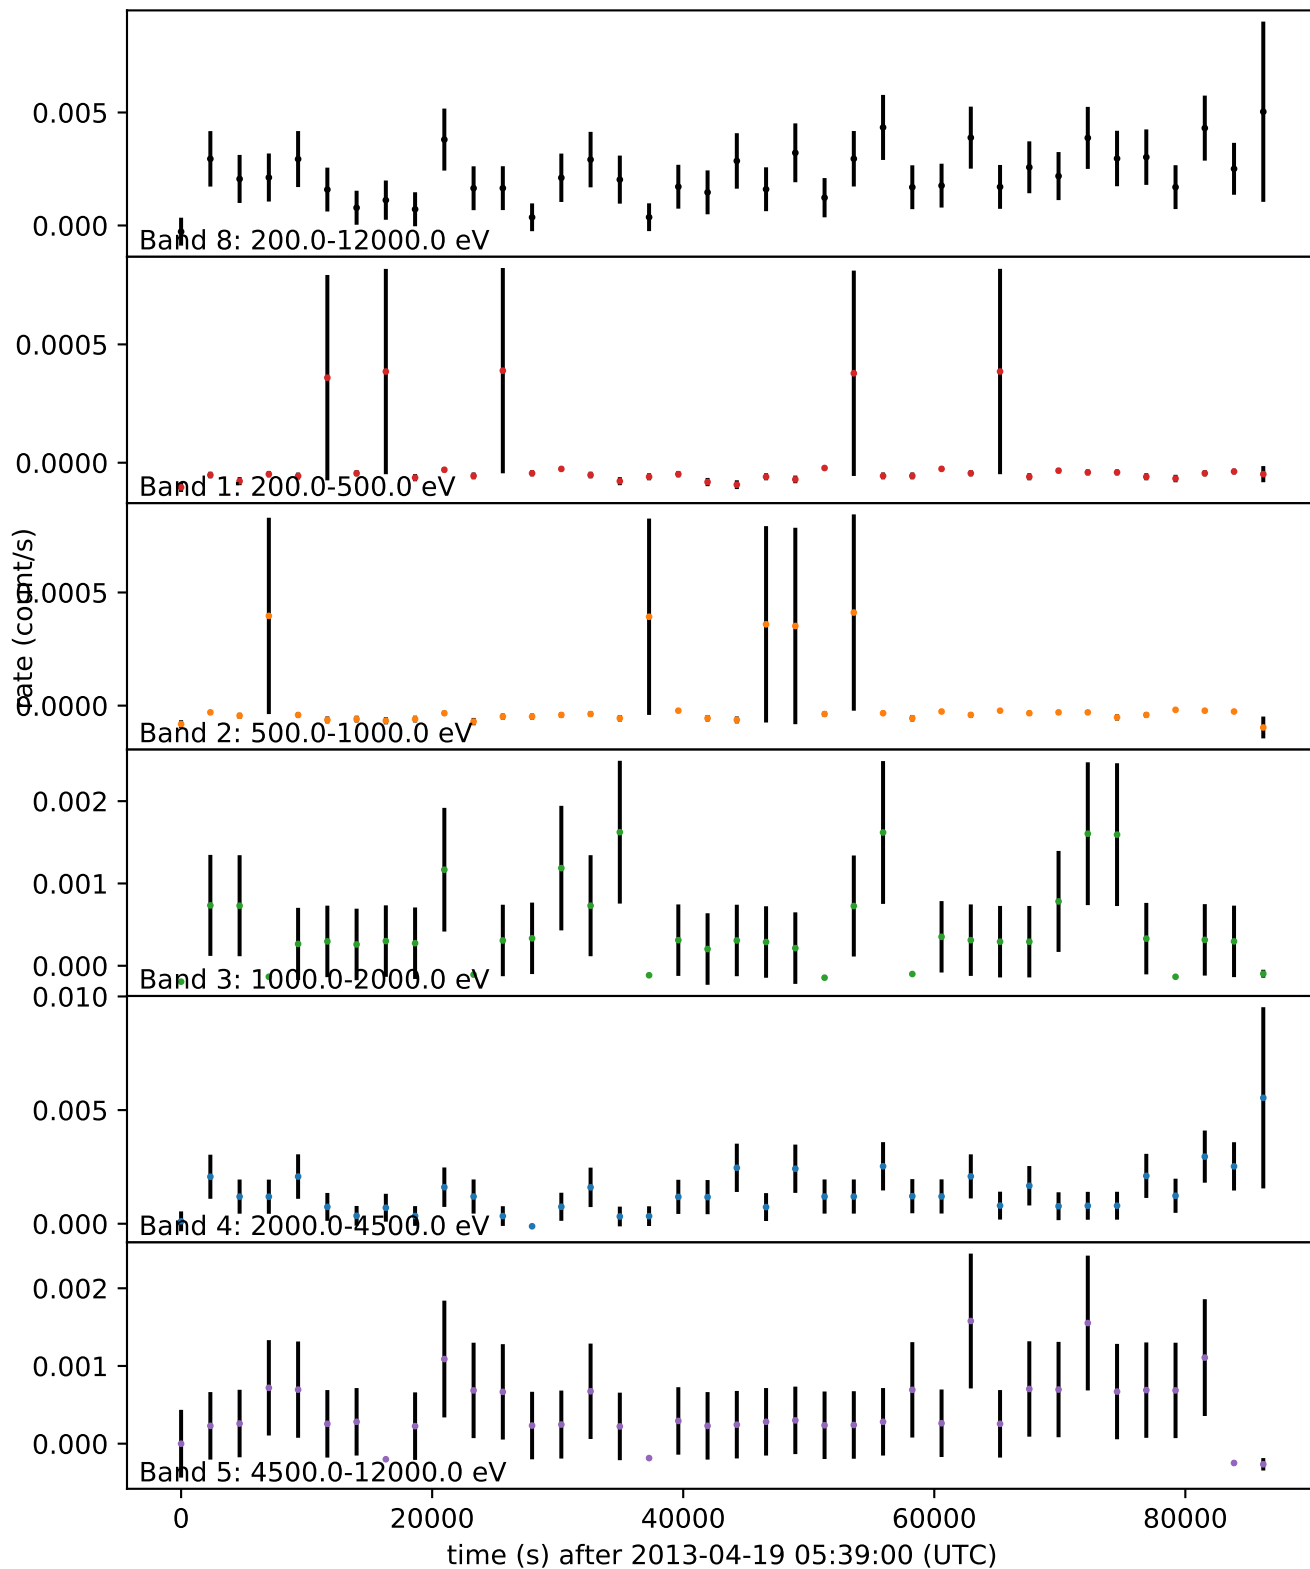 0.005
0.000
Band 8: 200.0-12000.0 eV
0.0005
0.0000
Band 1: 200.0-500.0 eV
rate (count/s)
0.0005
0.0000
Band 2: 500.0-1000.0 eV
0.002
0.001
0.000
Band 3: 1000.0-2000.0 eV
0.010
0.005
0.000
Band 4: 2000.0-4500.0 eV
0.002
0.001
0.000
Band 5: 4500.0-12000.0 eV
0 20000 40000 60000 80000
time (s) after 2013-04-19 05:39:00 (UTC)